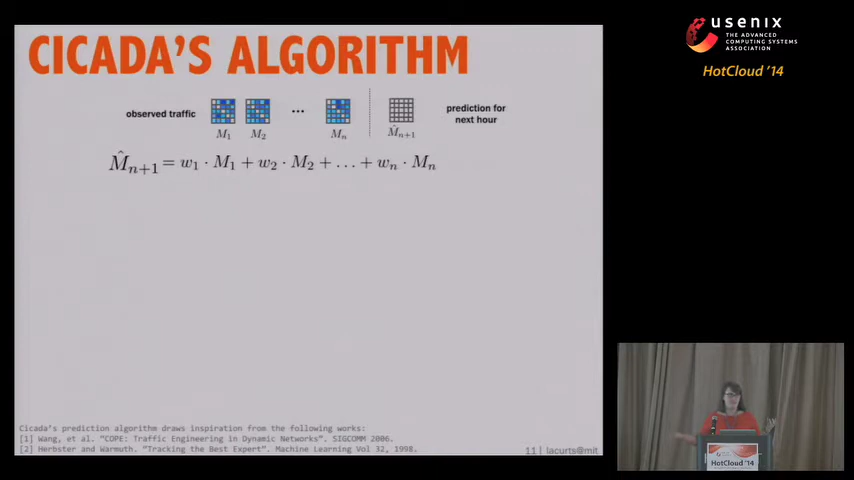 CICADA'S ALGORITHM
observed traffic
M1 M2 ... Mn M̂n+1
prediction for
next hour
M̂n+1 = w1 · M1 + w2 · M2 + ... + wn · Mn
Cicada's prediction algorithm draws inspiration from the following works:
[1] Wang, et al. "COPE: Traffic Engineering in Dynamic Networks". SIGCOMM 2006.
[2] Herbster and Warmuth. "Tracking the Best Expert". Machine Learning Vol 32, 1998.
11 | lacurts@mit
usenix
THE ADVANCED
COMPUTING SYSTEMS
ASSOCIATION
HotCloud '14
HotCloud '14